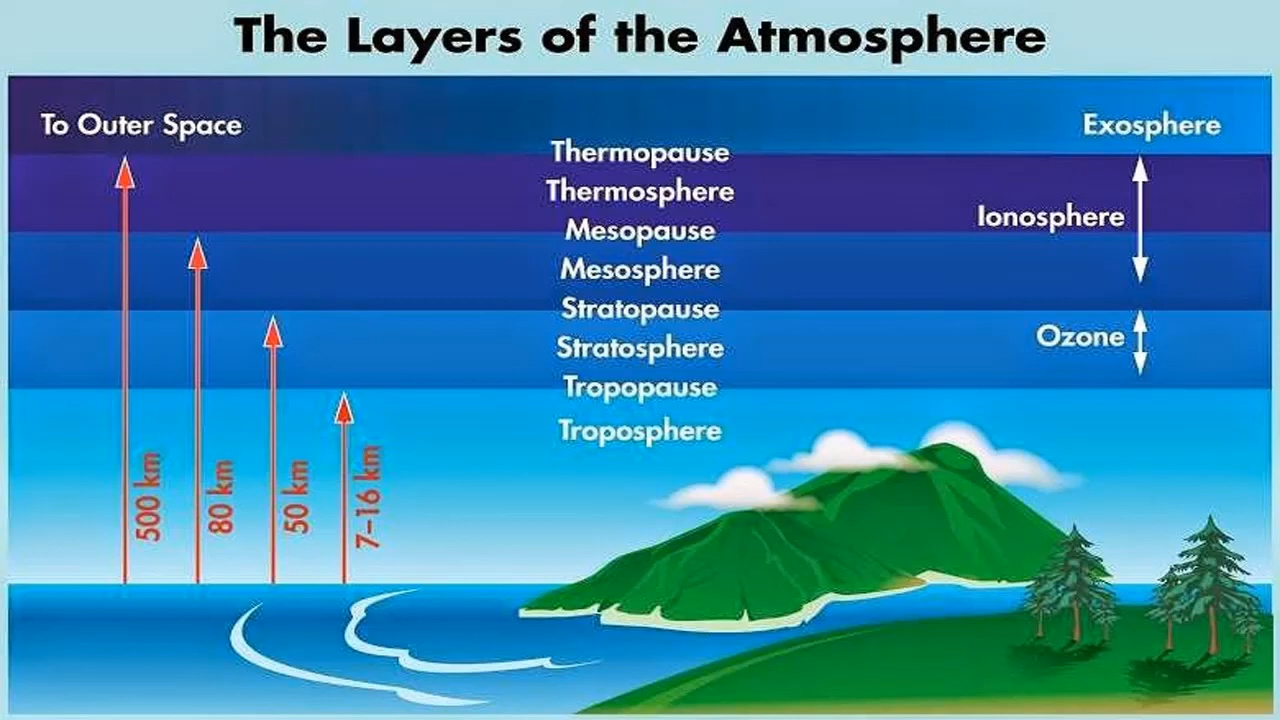 The Layers of the Atmosphere
To Outer Space
Exosphere
Thermopause
Thermosphere
Mesopause
Mesosphere
Stratopause
Stratosphere
Tropopause
Troposphere
Ionosphere
Ozone
500 km
80 km
50 km
7–16 km